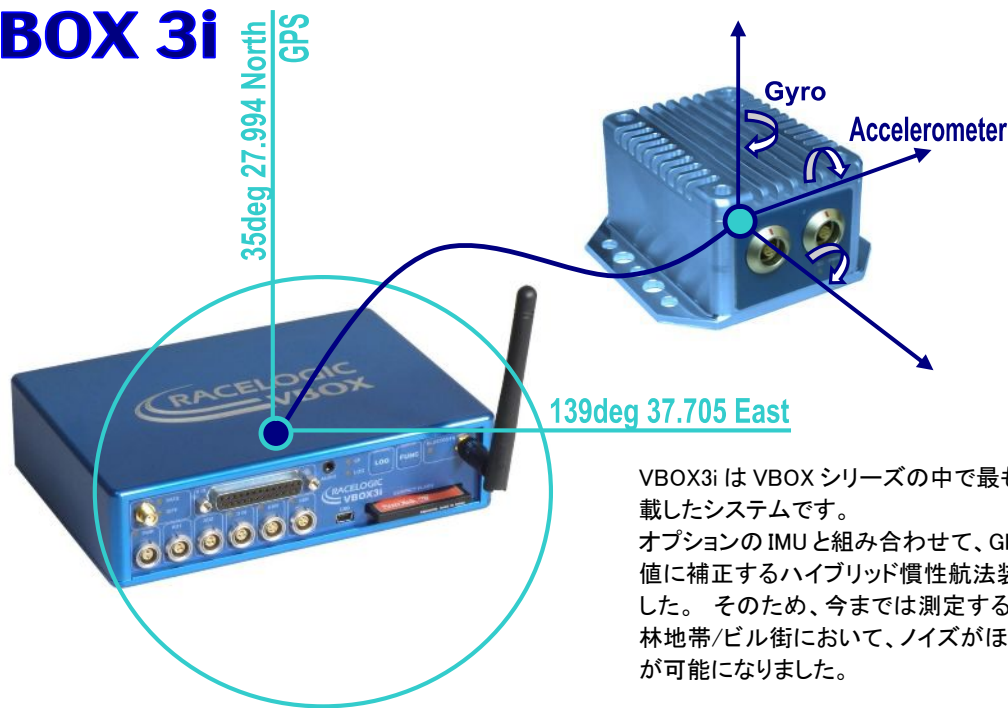 BOX 3i
35deg 27.994 North
GPS
Gyro
Accelerometer
RACELOGIC
VBOX
139deg 37.705 East
LOG
FUNC
RACELOGIC
VBOX3i
VBOX3i は VBOX シリーズの中で最も
載したシステムです。
オプションの IMU と組み合わせて、G
値に補正するハイブリッド慣性航法装
した。 そのため、今までは測定する
林地帯/ビル街において、ノイズがほ
が可能になりました。